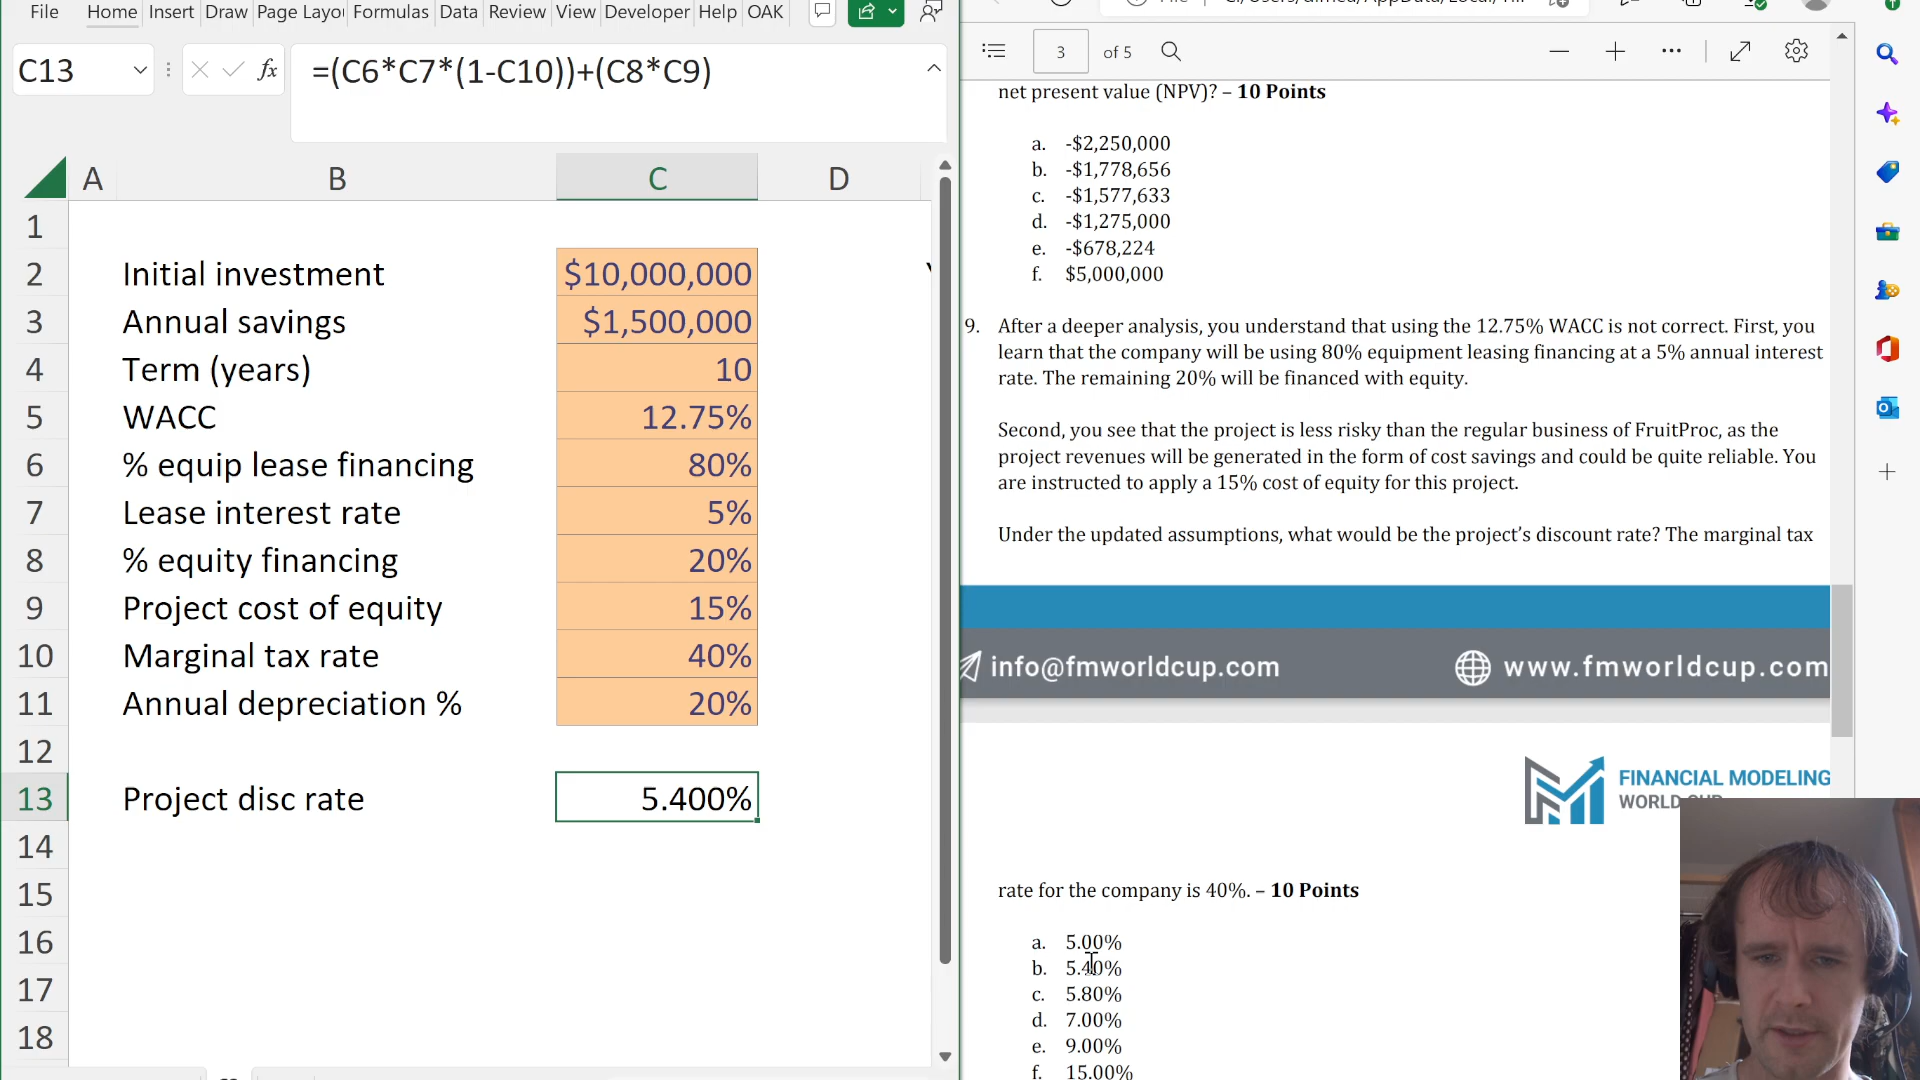 File Home Insert Draw Page Layou Formulas Data Review View Developer Help OAK
C13 fx =(C6*C7*(1-C10))+(C8*C9)
A B C D
1
2 Initial investment $10,000,000
3 Annual savings $1,500,000
4 Term (years) 10
5 WACC 12.75%
6 % equip lease financing 80%
7 Lease interest rate 5%
8 % equity financing 20%
9 Project cost of equity 15%
10 Marginal tax rate 40%
11 Annual depreciation % 20%
12
13 Project disc rate 5.400%
14
15
16
17
18
3 of 5
net present value (NPV)? – 10 Points
a. -$2,250,000
b. -$1,778,656
c. -$1,577,633
d. -$1,275,000
e. -$678,224
f. $5,000,000
9. After a deeper analysis, you understand that using the 12.75% WACC is not correct. First, you
learn that the company will be using 80% equipment leasing financing at a 5% annual interest
rate. The remaining 20% will be financed with equity.
Second, you see that the project is less risky than the regular business of FruitProc, as the
project revenues will be generated in the form of cost savings and could be quite reliable. You
are instructed to apply a 15% cost of equity for this project.
Under the updated assumptions, what would be the project's discount rate? The marginal tax
info@fmworldcup.com www.fmworldcup.com
FINANCIAL MODELING
WORLD CUP
rate for the company is 40%. – 10 Points
a. 5.00%
b. 5.40%
c. 5.80%
d. 7.00%
e. 9.00%
f. 15.00%